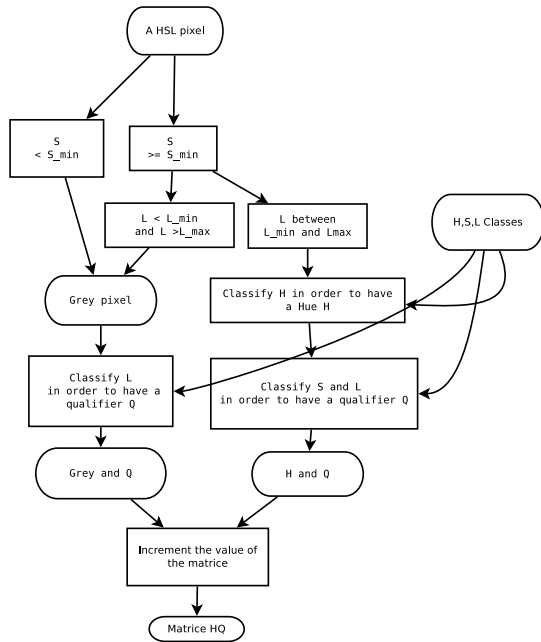 A HSL pixel
S
< S_min
S
>= S_min
L < L_min
and L >L_max
L between
L_min and Lmax
H,S,L Classes
Grey pixel
Classify H in order to have
a Hue H
Classify L
in order to have a
qualifier Q
Classify S and L
in order to have a qualifier Q
Grey and Q
H and Q
Increment the value of
the matrice
Matrice HQ